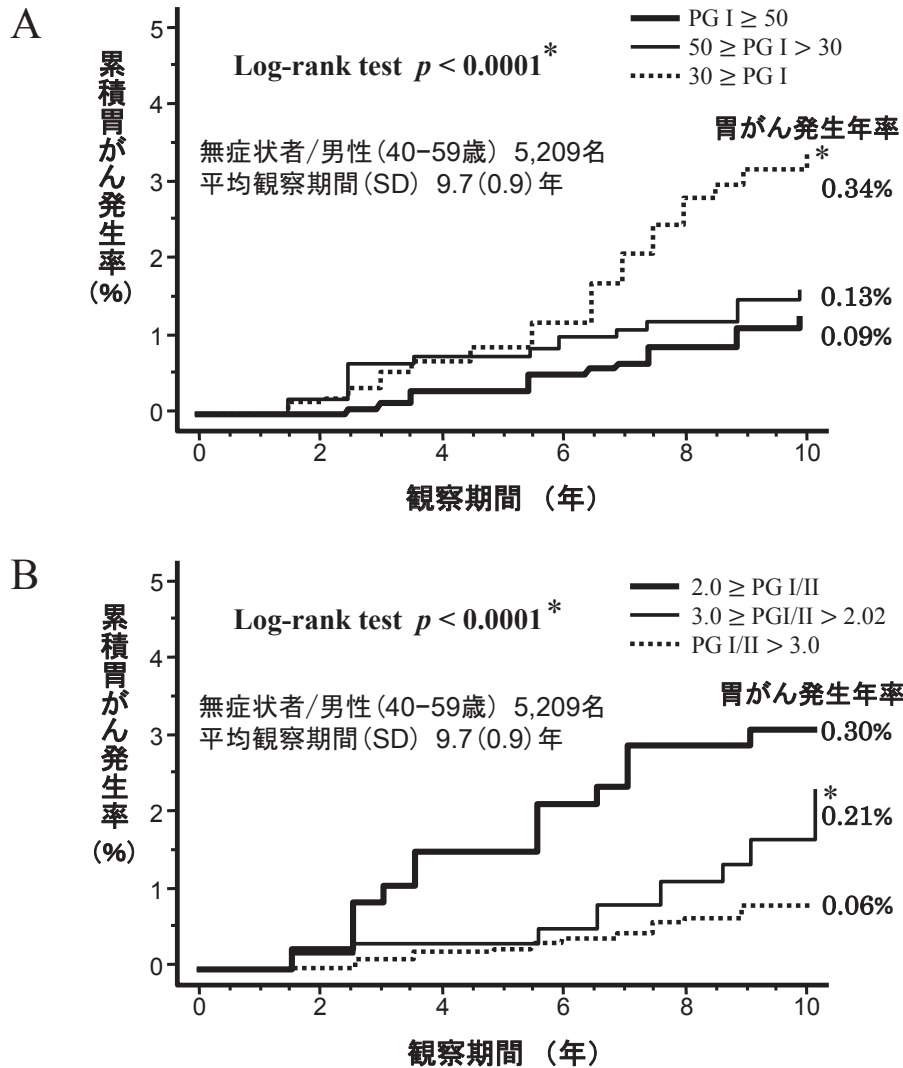 A
PG I ≥ 50
50 ≥ PG I > 30
30 ≥ PG I
Log-rank test p < 0.0001*
無症状者/男性(40−59歳) 5,209名
平均観察期間(SD) 9.7(0.9)年
胃がん発生年率
*
0.34%
0.13%
0.09%
累積胃がん発生率(%)
5
4
3
2
1
0
0 2 4 6 8 10
観察期間 (年)
B
2.0 ≥ PG I/II
3.0 ≥ PGI/II > 2.02
PG I/II > 3.0
Log-rank test p < 0.0001*
無症状者/男性(40−59歳) 5,209名
平均観察期間(SD) 9.7(0.9)年
胃がん発生年率
0.30%
*
0.21%
0.06%
累積胃がん発生率(%)
5
4
3
2
1
0
0 2 4 6 8 10
観察期間 (年)